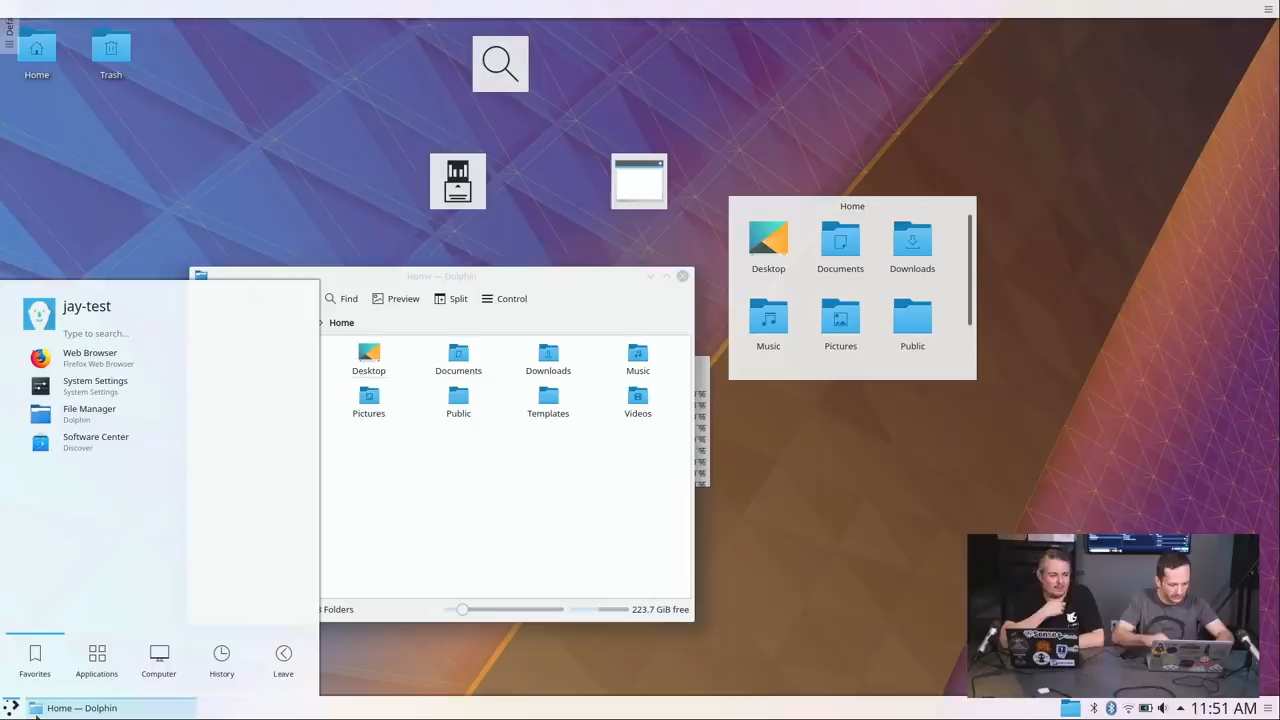 Defa
Home
Trash
Home
Desktop
Documents
Downloads
Music
Pictures
Public
Home — Dolphin
Find
Preview
Split
Control
Home
Desktop
Documents
Downloads
Music
Pictures
Public
Templates
Videos
Folders
223.7 GiB free
jay-test
Type to search...
Web Browser
Firefox Web Browser
System Settings
System Settings
File Manager
Dolphin
Software Center
Discover
Favorites
Applications
Computer
History
Leave
Home — Dolphin
11:51 AM